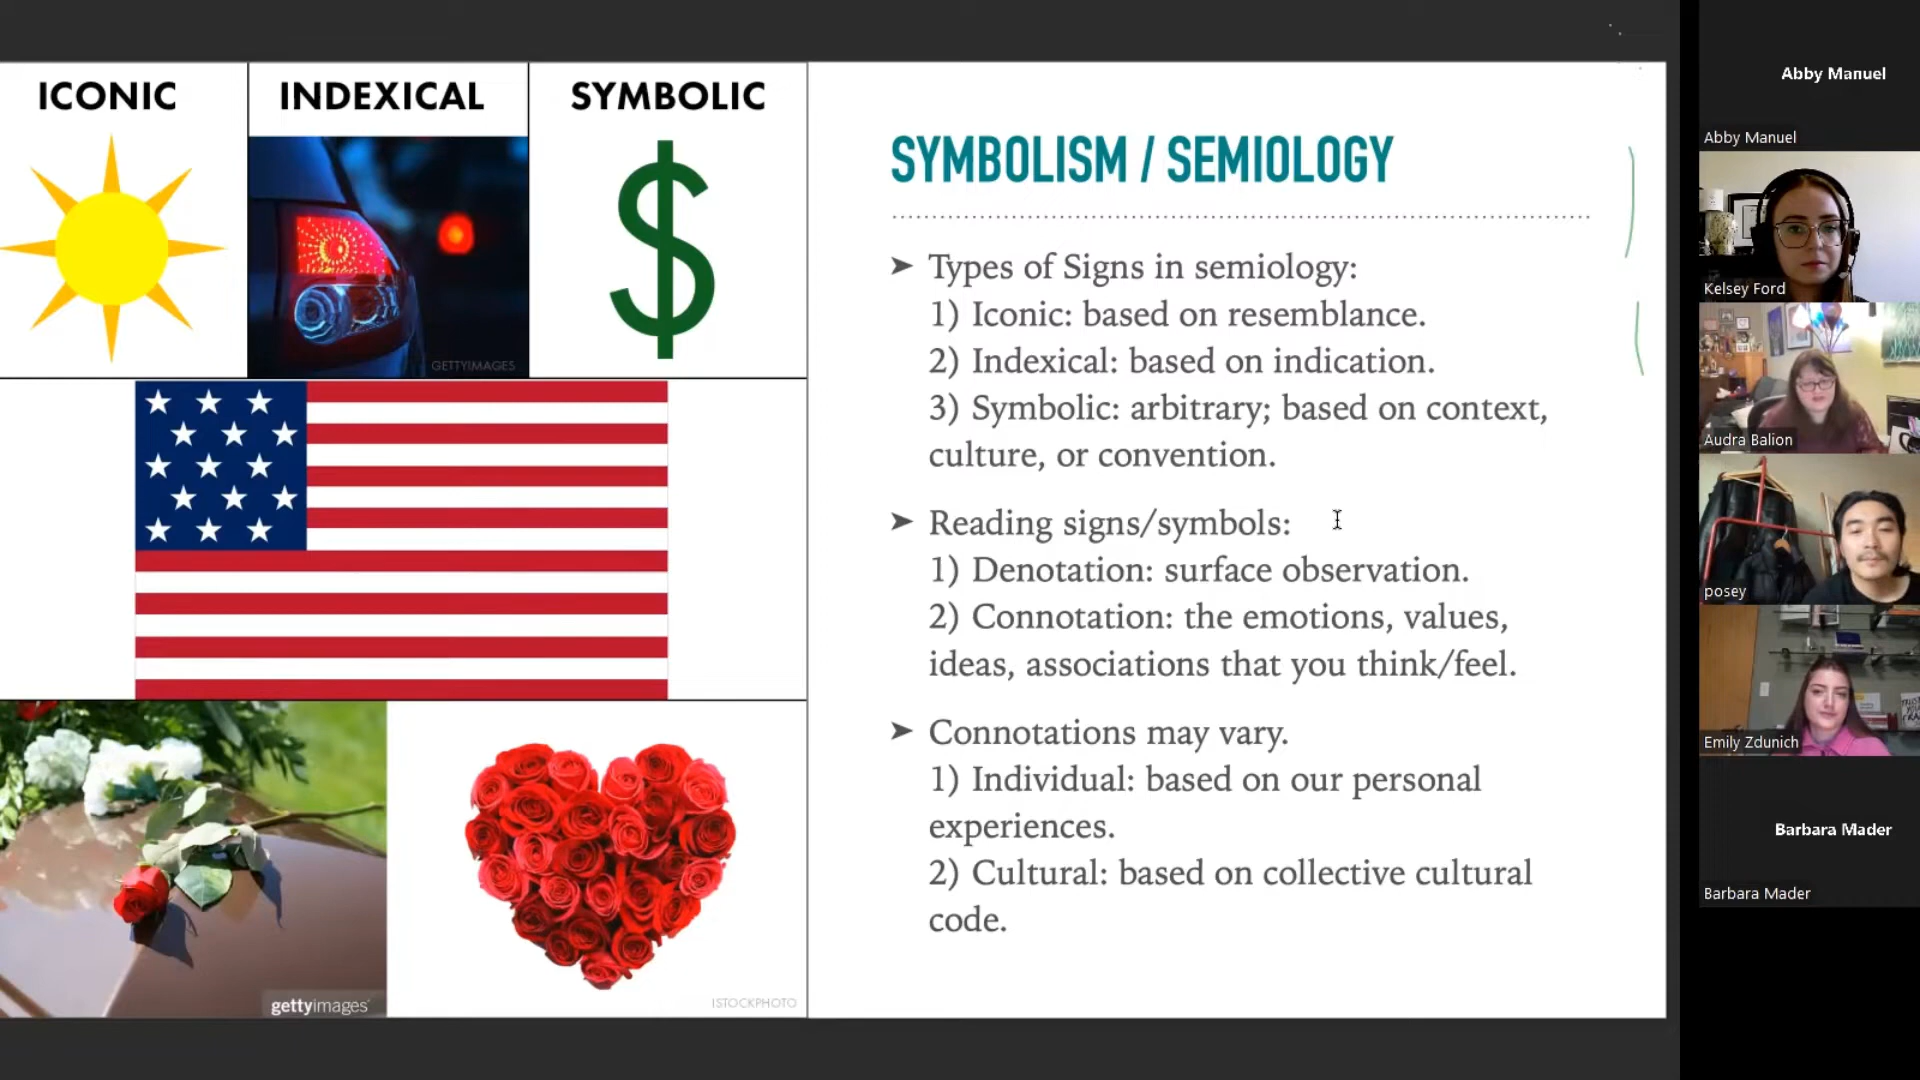 ICONIC
INDEXICAL
SYMBOLIC
GETTYIMAGES
gettyimages®
ISTOCKPHOTO
SYMBOLISM / SEMIOLOGY
➤ Types of Signs in semiology:
1) Iconic: based on resemblance.
2) Indexical: based on indication.
3) Symbolic: arbitrary; based on context,
culture, or convention.
➤ Reading signs/symbols:
1) Denotation: surface observation.
2) Connotation: the emotions, values,
ideas, associations that you think/feel.
➤ Connotations may vary.
1) Individual: based on our personal
experiences.
2) Cultural: based on collective cultural
code.
Abby Manuel
Abby Manuel
Kelsey Ford
Audra Balion
posey
Emily Zdunich
Barbara Mader
Barbara Mader